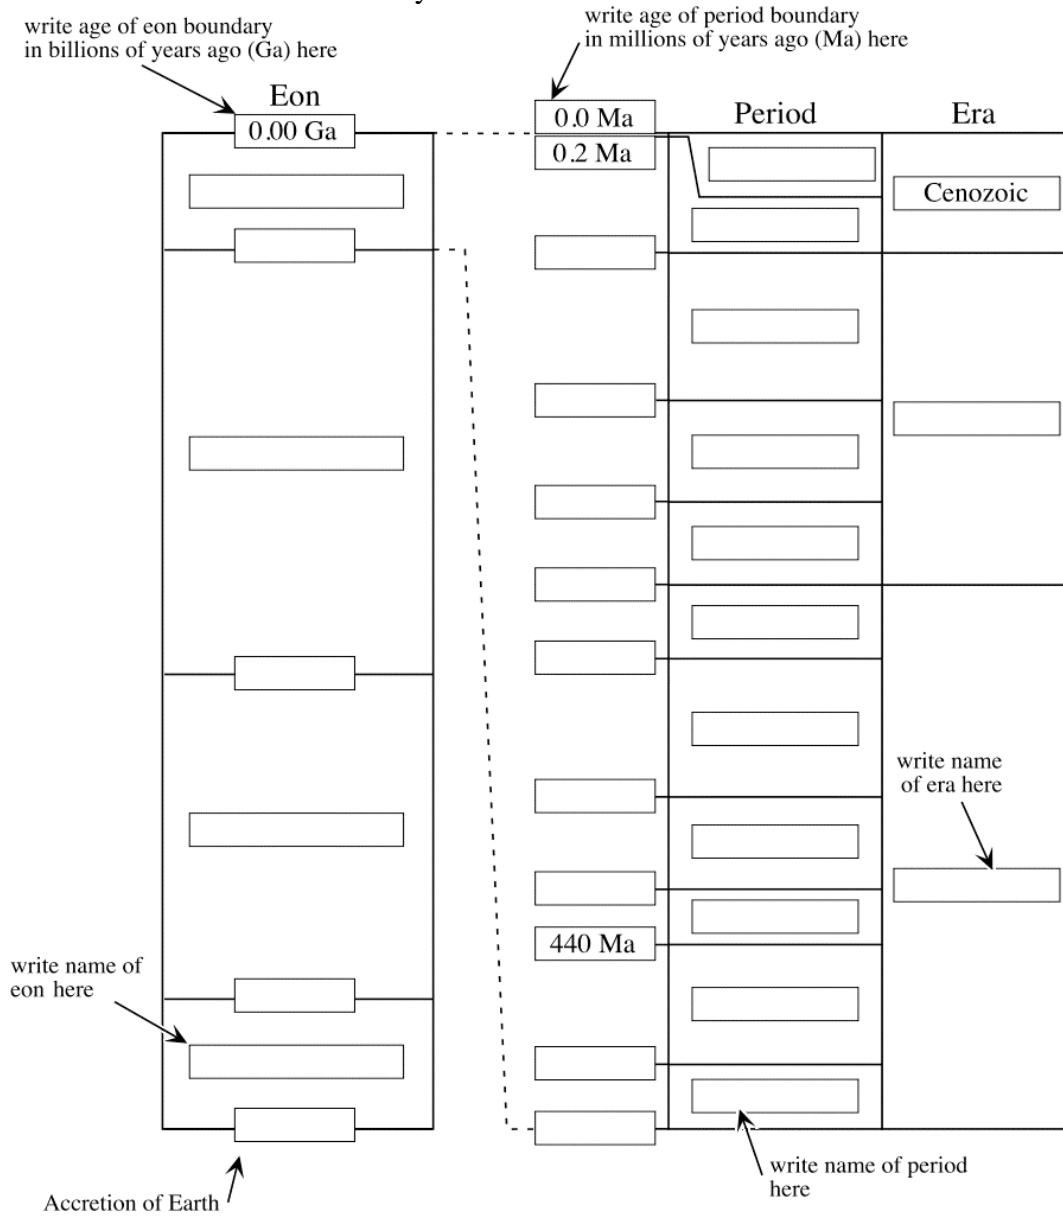 write age of eon boundary
in billions of years ago (Ga) here
write age of period boundary
in millions of years ago (Ma) here
Eon
0.00 Ga
0.0 Ma
0.2 Ma
Period
Era
Cenozoic
write name
of era here
440 Ma
write name of
eon here
write name of period
here
Accretion of Earth